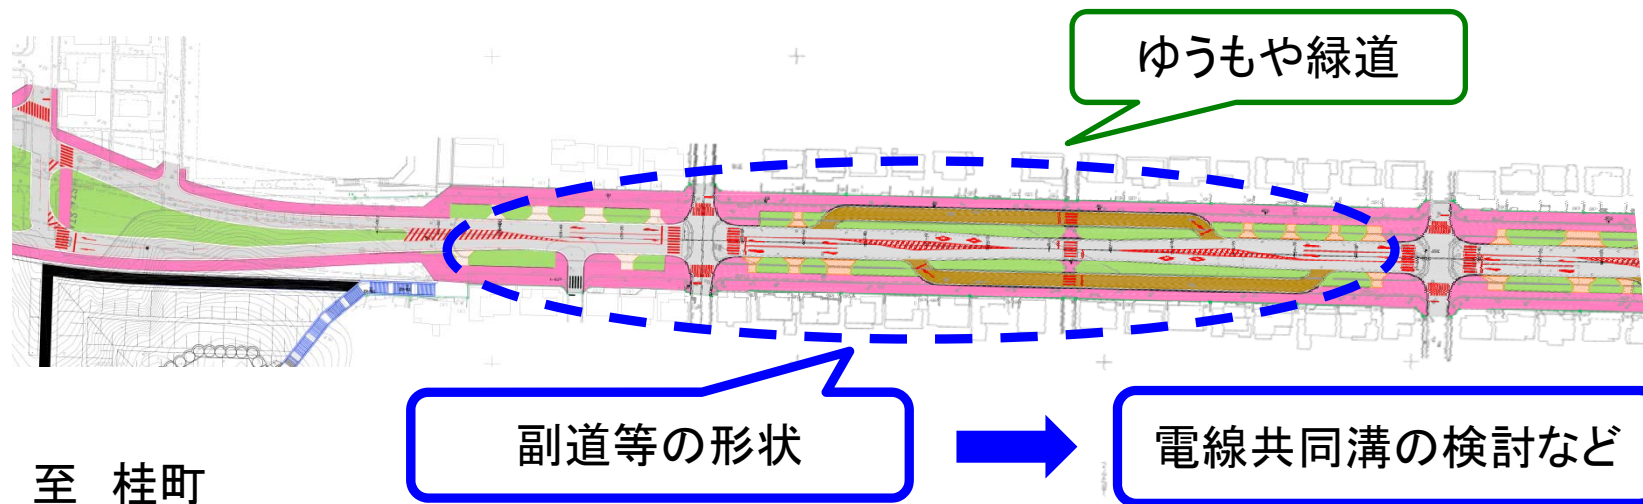 ゆうもや緑道
副道等の形状
電線共同溝の検討など
至 桂町